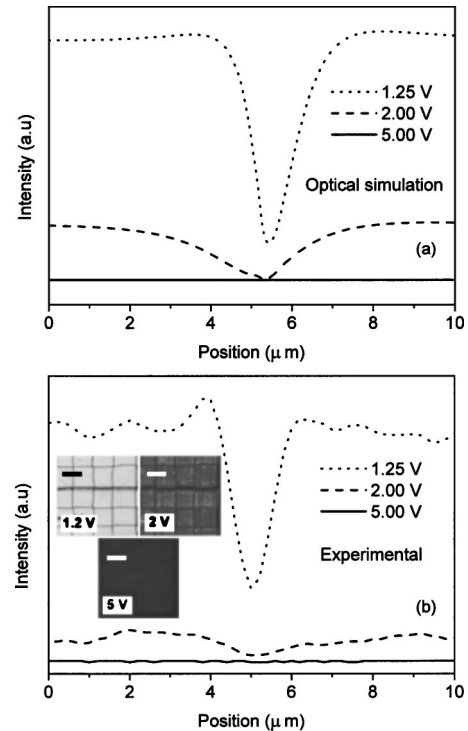 Intensity (a.u)
1.25 V
2.00 V
5.00 V
Optical simulation
(a)
0 2 4 6 8 10
Position (μ m)
Intensity (a.u)
1.25 V
2.00 V
5.00 V
1.2 V
2 V
5 V
Experimental
(b)
0 2 4 6 8 10
Position (μ m)